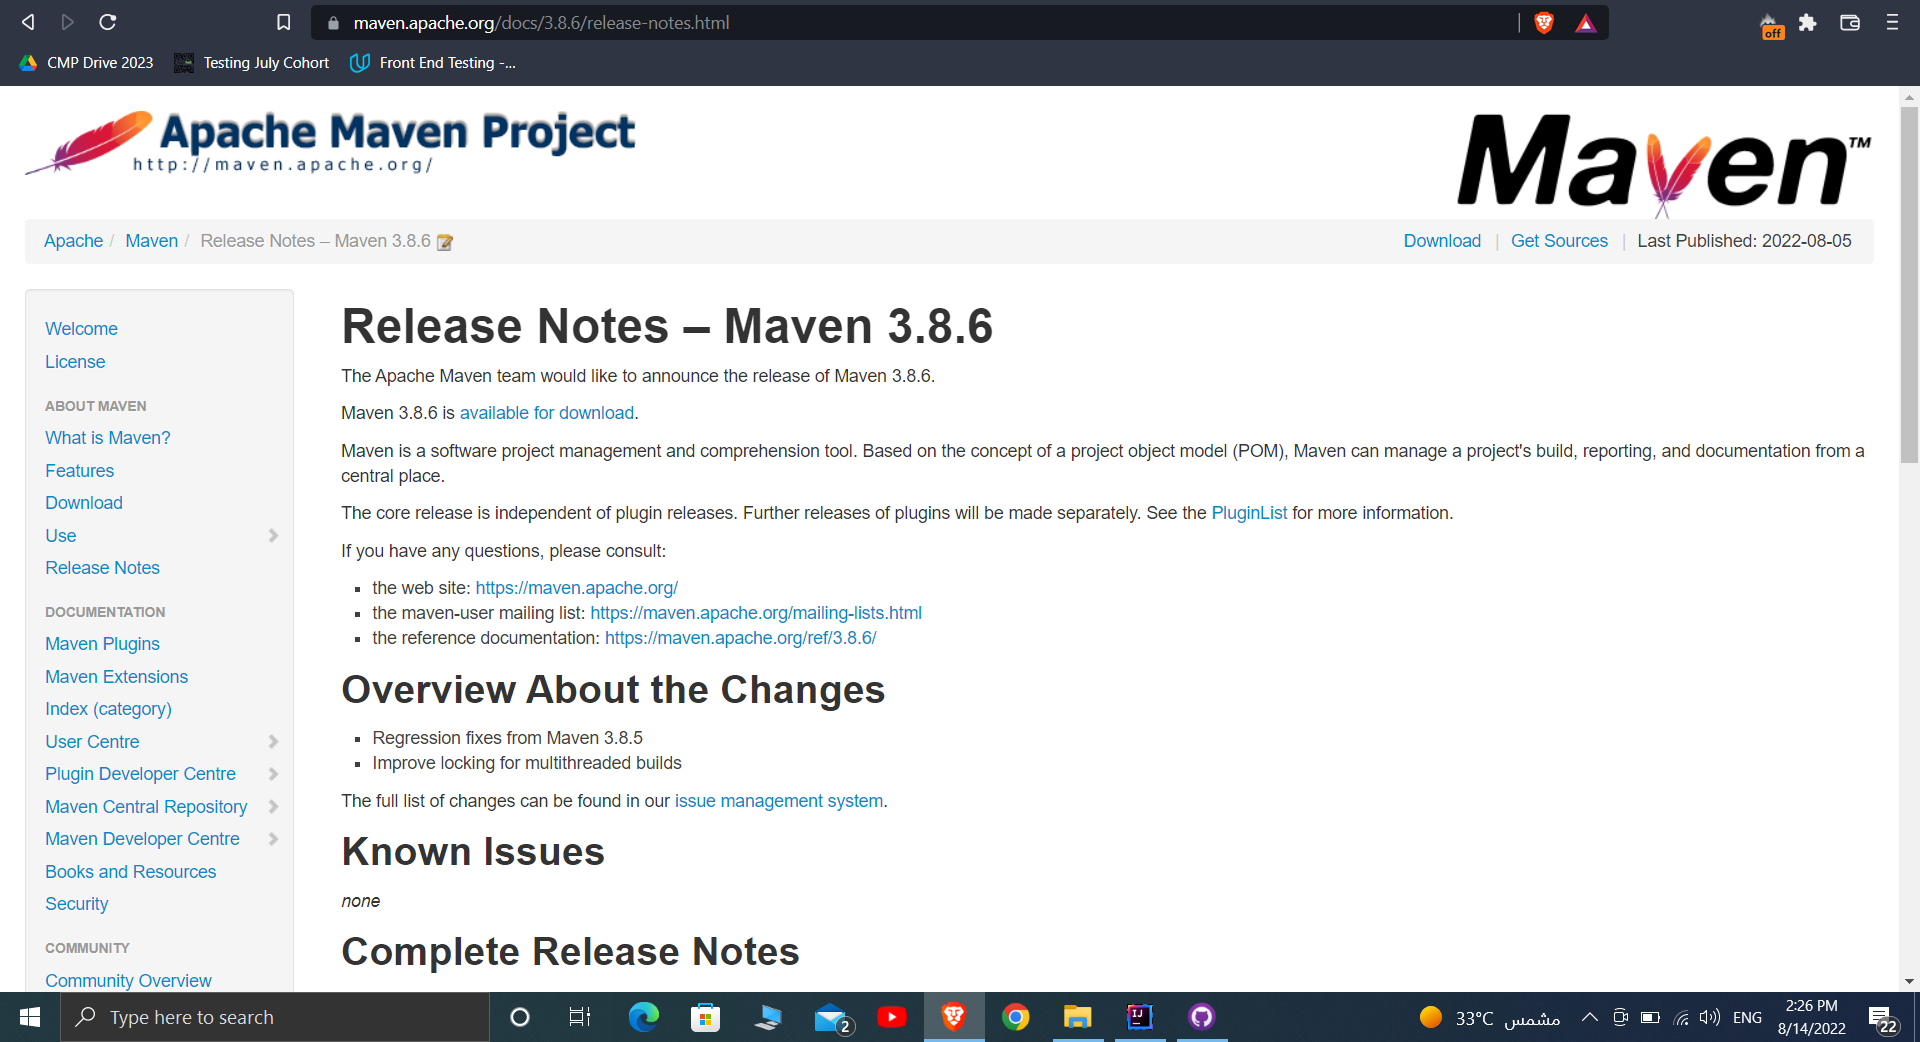 maven.apache.org/docs/3.8.6/release-notes.html
off
CMP Drive 2023
Testing July Cohort
Front End Testing -...
Apache Maven Project
http://maven.apache.org/
Maven™
Apache / Maven / Release Notes – Maven 3.8.6
Download | Get Sources | Last Published: 2022-08-05
Welcome
License
ABOUT MAVEN
What is Maven?
Features
Download
Use
Release Notes
DOCUMENTATION
Maven Plugins
Maven Extensions
Index (category)
User Centre
Plugin Developer Centre
Maven Central Repository
Maven Developer Centre
Books and Resources
Security
COMMUNITY
Community Overview
Release Notes – Maven 3.8.6
The Apache Maven team would like to announce the release of Maven 3.8.6.
Maven 3.8.6 is available for download.
Maven is a software project management and comprehension tool. Based on the concept of a project object model (POM), Maven can manage a project's build, reporting, and documentation from a
central place.
The core release is independent of plugin releases. Further releases of plugins will be made separately. See the PluginList for more information.
If you have any questions, please consult:
the web site: https://maven.apache.org/
the maven-user mailing list: https://maven.apache.org/mailing-lists.html
the reference documentation: https://maven.apache.org/ref/3.8.6/
Overview About the Changes
Regression fixes from Maven 3.8.5
Improve locking for multithreaded builds
The full list of changes can be found in our issue management system.
Known Issues
none
Complete Release Notes
Type here to search
2
IJ
33°C مشمس
ENG
2:26 PM
8/14/2022
22